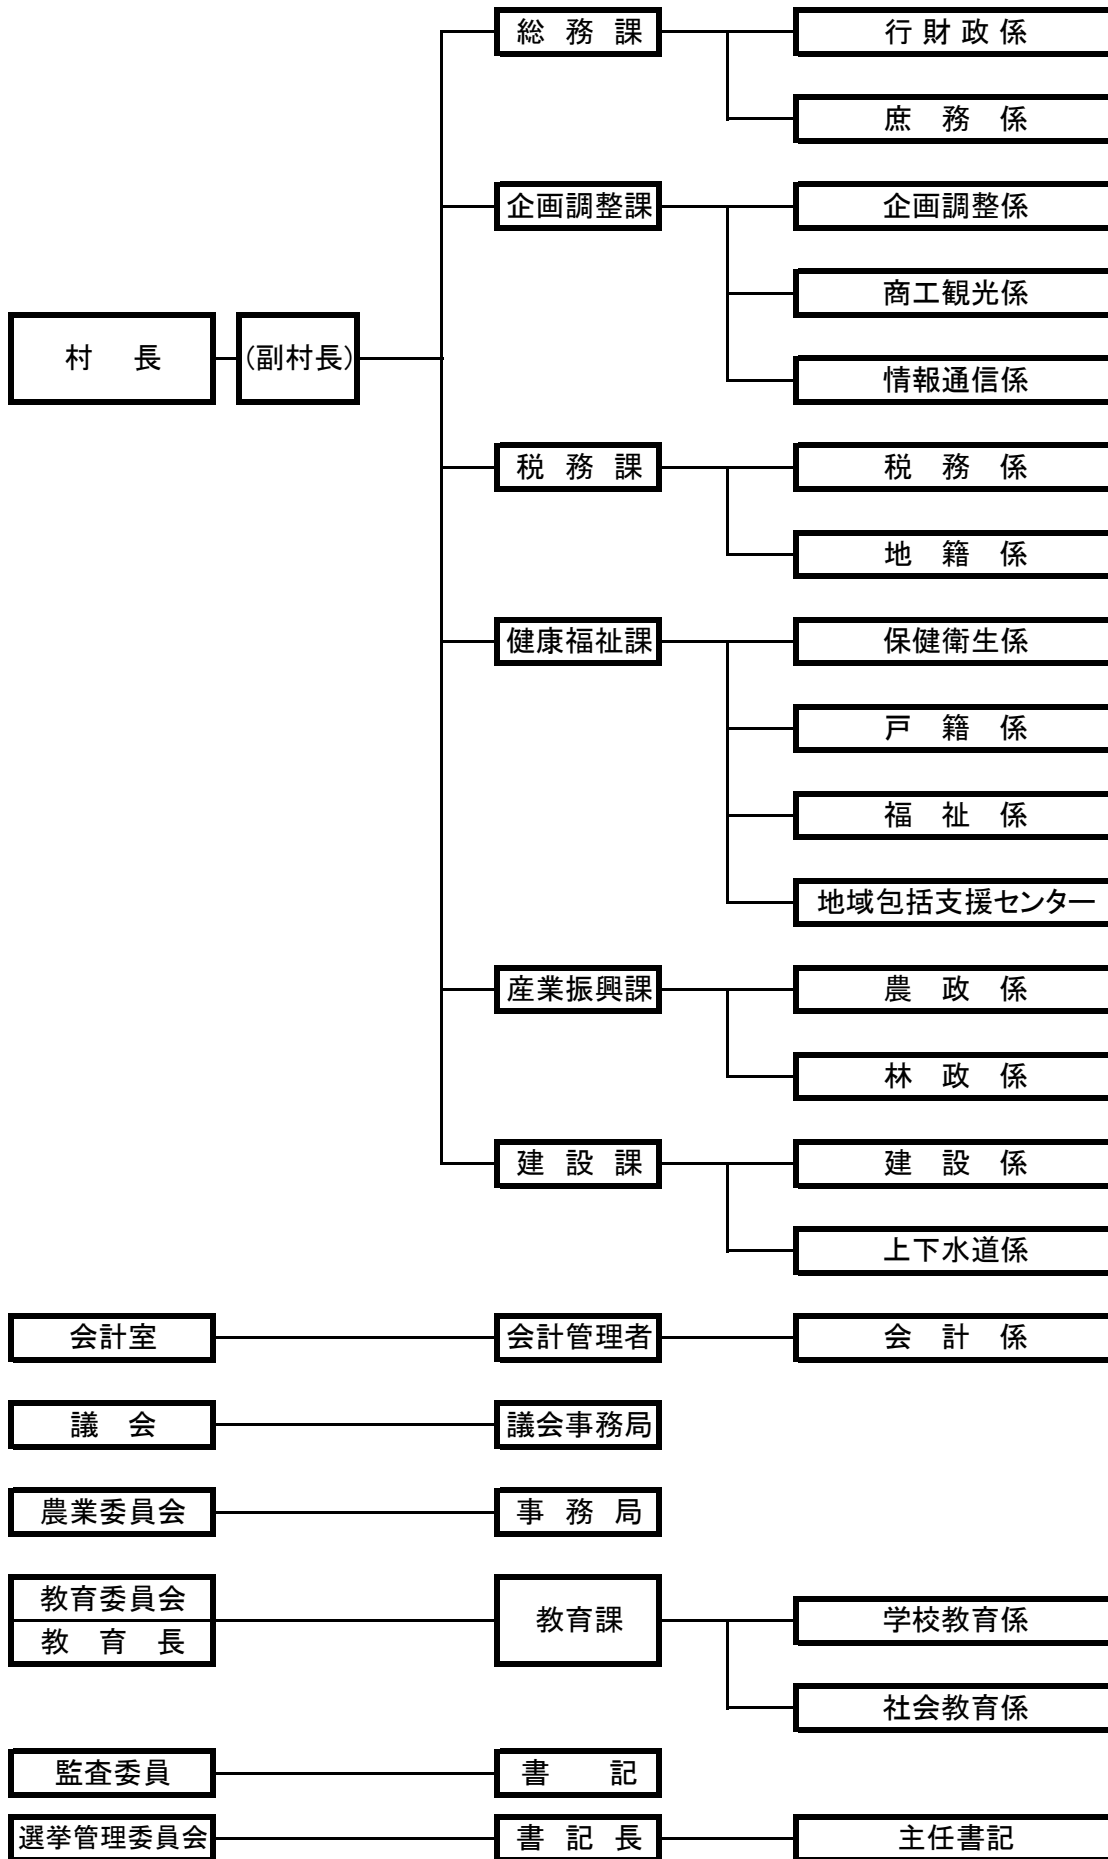 総務課
行財政係
庶務係
企画調整課
企画調整係
商工観光係
村長
(副村長)
情報通信係
税務課
税務係
地籍係
健康福祉課
保健衛生係
戸籍係
福祉係
地域包括支援センター
産業振興課
農政係
林政係
建設課
建設係
上下水道係
会計室
会計管理者
会計係
議会
議会事務局
農業委員会
事務局
教育委員会
教育長
教育課
学校教育係
社会教育係
監査委員
書記
選挙管理委員会
書記長
主任書記